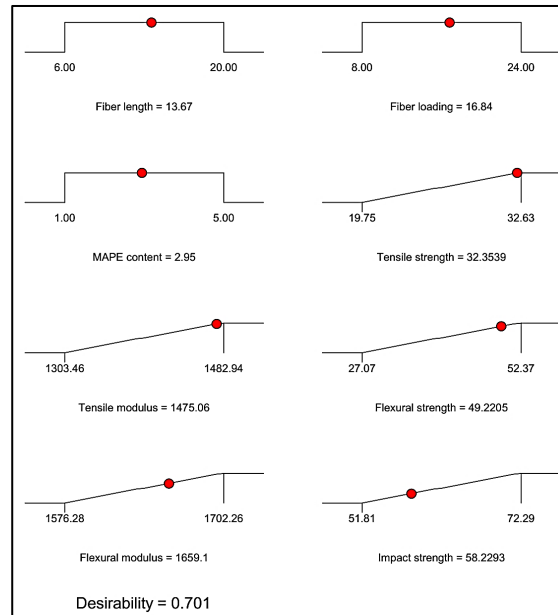 6.00 20.00
Fiber length = 13.67
8.00 24.00
Fiber loading = 16.84
1.00 5.00
MAPE content = 2.95
19.75 32.63
Tensile strength = 32.3539
1303.46 1482.94
Tensile modulus = 1475.06
27.07 52.37
Flexural strength = 49.2205
1576.28 1702.26
Flexural modulus = 1659.1
51.81 72.29
Impact strength = 58.2293
Desirability = 0.701